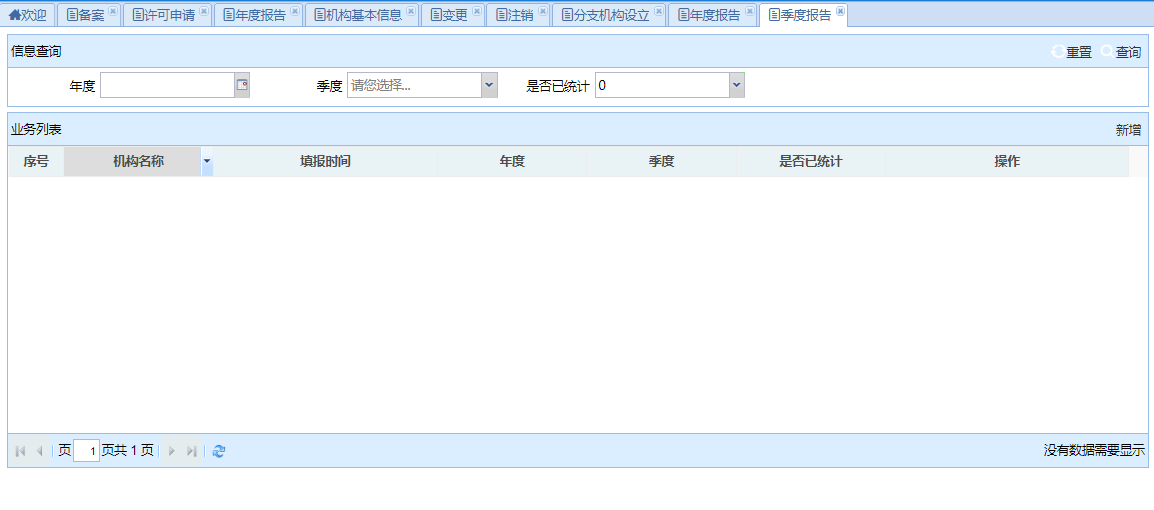 欢迎 备案 许可申请 年度报告 机构基本信息 变更 注销 分支机构设立 年度报告 季度报告
信息查询 重置 查询
年度 季度 请您选择... 是否已统计 0
业务列表 新增
序号 机构名称 填报时间 年度 季度 是否已统计 操作
页 1 页共 1 页 没有数据需要显示